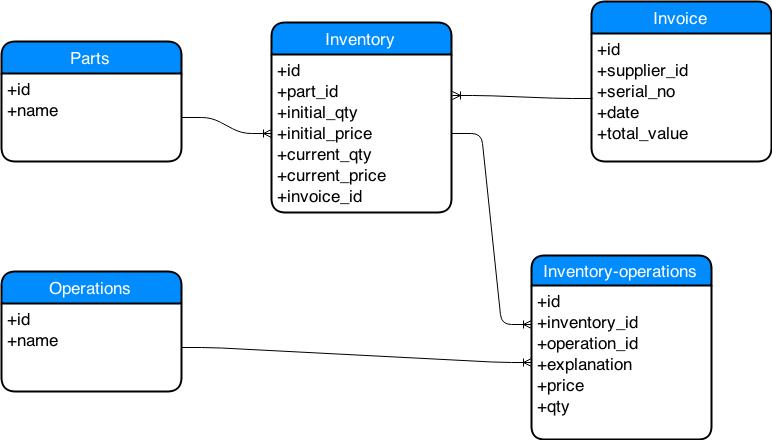 Parts
+id
+name
Inventory
+id
+part_id
+initial_qty
+initial_price
+current_qty
+current_price
+invoice_id
Invoice
+id
+supplier_id
+serial_no
+date
+total_value
Operations
+id
+name
Inventory-operations
+id
+inventory_id
+operation_id
+explanation
+price
+qty